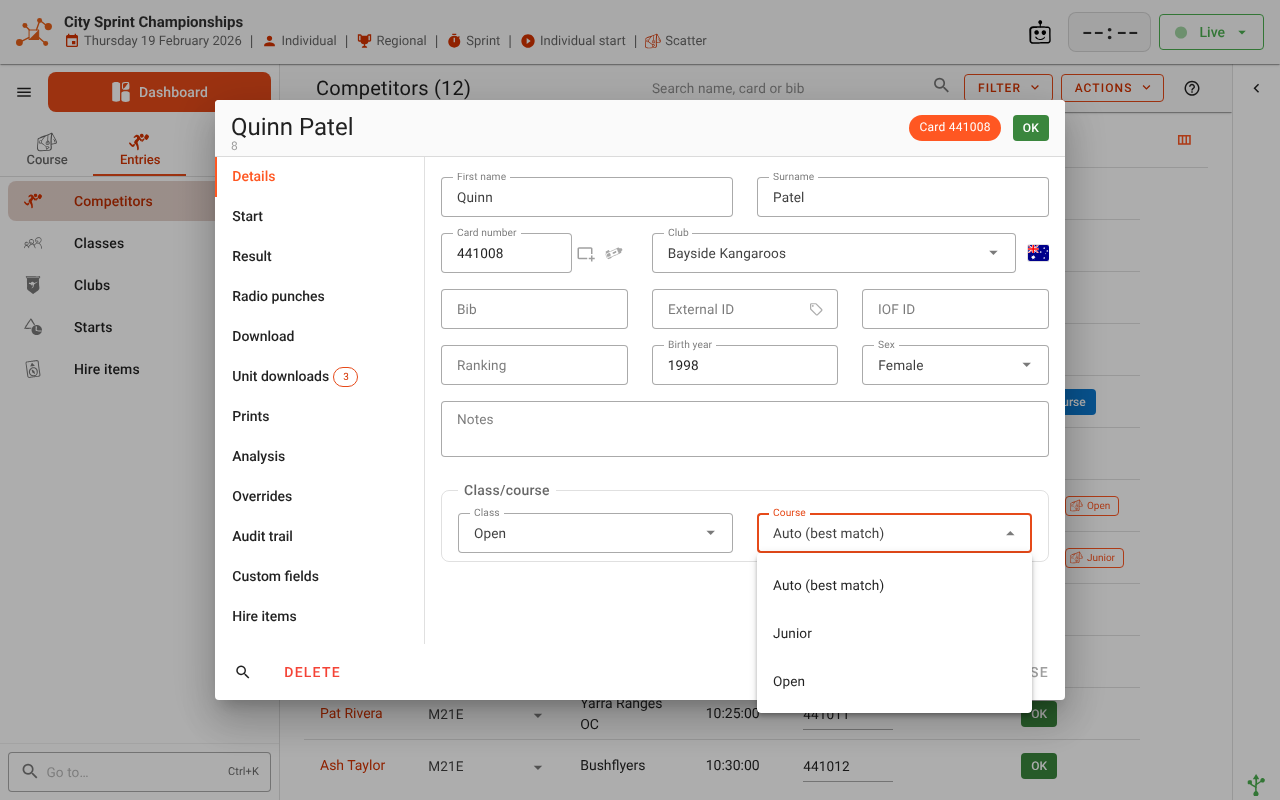 City Sprint Championships
Thursday 19 February 2026 | Individual | Regional | Sprint | Individual start | Scatter
--:--
Live
Dashboard
Competitors (12)
Search name, card or bib
FILTER
ACTIONS
Course
Entries
Competitors
Classes
Clubs
Starts
Hire items
Quinn Patel
8
Card 441008
OK
Details
Start
Result
Radio punches
Download
Unit downloads 3
Prints
Analysis
Overrides
Audit trail
Custom fields
Hire items
First name
Quinn
Surname
Patel
Card number
441008
Club
Bayside Kangaroos
Bib
External ID
IOF ID
Ranking
Birth year
1998
Sex
Female
Notes
Class/course
Class
Open
Course
Auto (best match)
Auto (best match)
Junior
Open
DELETE
SE
urse
Open
Junior
Pat Rivera M21E Yarra Ranges OC 10:25:00 441011 OK
Ash Taylor M21E Bushflyers 10:30:00 441012 OK
Go to... Ctrl+K